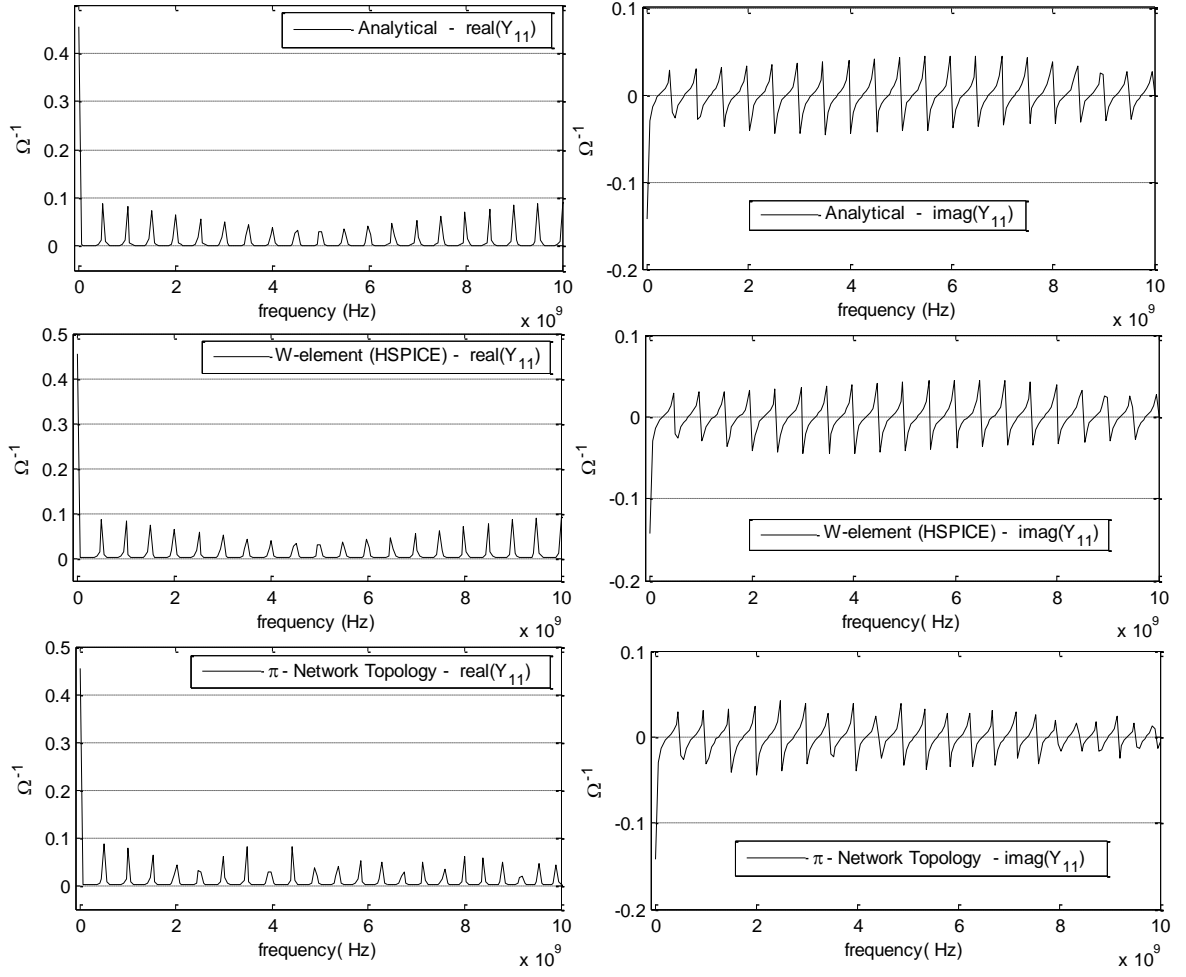 Analytical - real(Y11)
0.4
0.3
0.2
0.1
0
Ω-1
0 2 4 6 8 10
frequency (Hz)
x 10^9
Analytical - imag(Y11)
0.1
0
-0.1
-0.2
Ω-1
0 2 4 6 8 10
frequency (Hz)
x 10^9
W-element (HSPICE) - real(Y11)
0.5
0.4
0.3
0.2
0.1
0
Ω-1
0 2 4 6 8 10
frequency (Hz)
x 10^9
W-element (HSPICE) - imag(Y11)
0.1
0
-0.1
-0.2
Ω-1
0 2 4 6 8 10
frequency( Hz)
x 10^9
π- Network Topology - real(Y11)
0.5
0.4
0.3
0.2
0.1
0
Ω-1
0 2 4 6 8 10
frequency( Hz)
x 10^9
π- Network Topology - imag(Y11)
0.1
0
-0.1
-0.2
Ω-1
0 2 4 6 8 10
frequency( Hz)
x 10^9